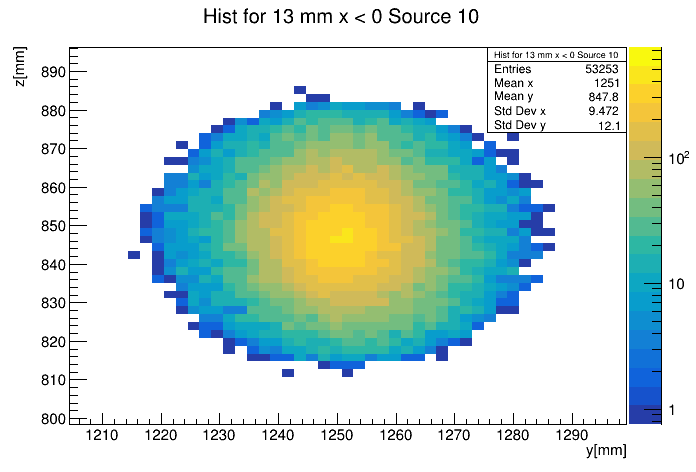 Hist for 13 mm x < 0 Source 10
z[mm]
Hist for 13 mm x < 0 Source 10
Entries 53253
Mean x 1251
Mean y 847.8
Std Dev x 9.472
Std Dev y 12.1
890
880
870
860
850
840
830
820
810
800
10²
10
1
1210 1220 1230 1240 1250 1260 1270 1280 1290
y[mm]